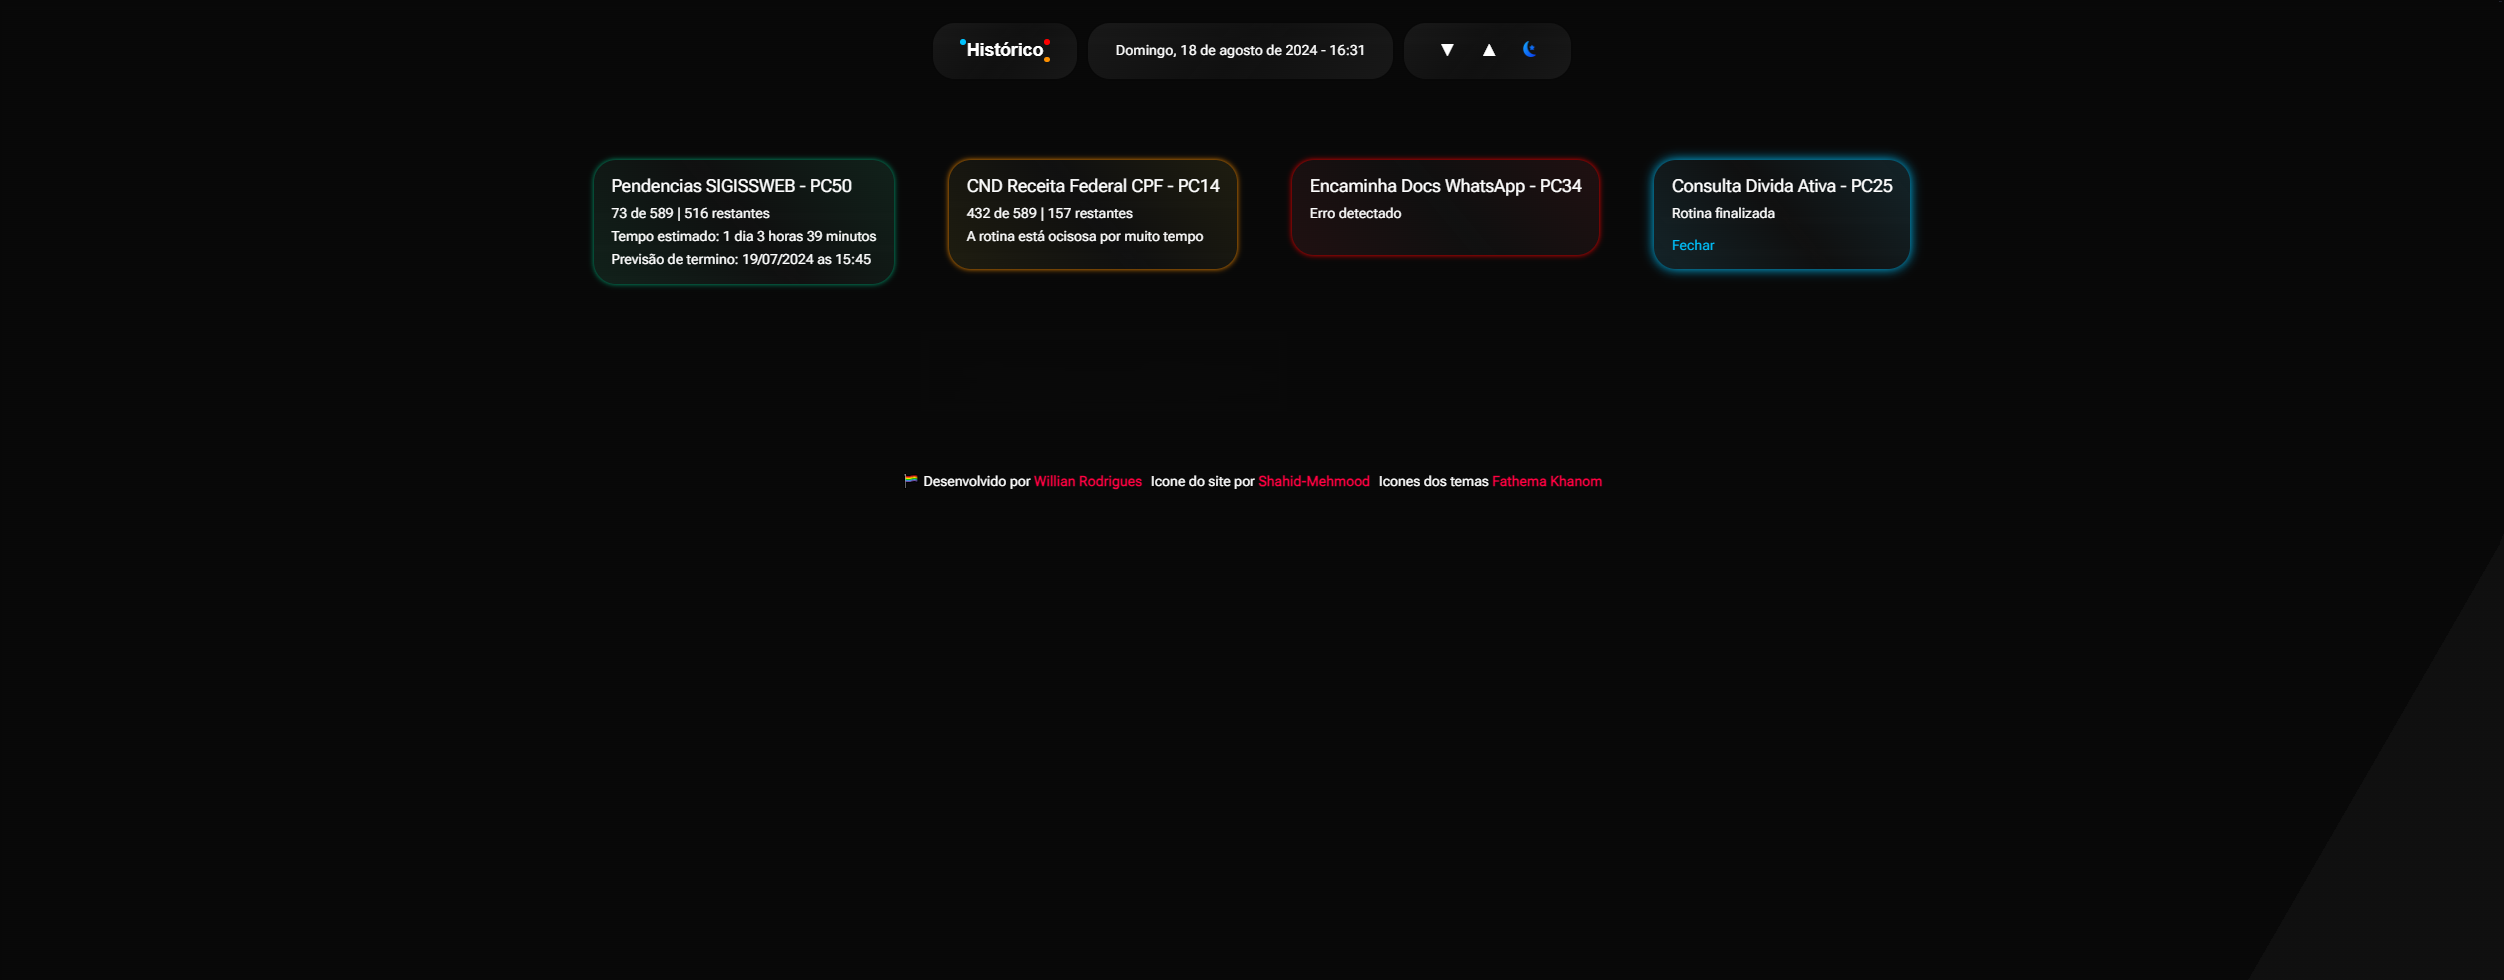 Histórico
Domingo, 18 de agosto de 2024 - 16:31
Pendencias SIGISSWEB - PC50
73 de 589 | 516 restantes
Tempo estimado: 1 dia 3 horas 39 minutos
Previsão de termino: 19/07/2024 as 15:45
CND Receita Federal CPF - PC14
432 de 589 | 157 restantes
A rotina está ocisosa por muito tempo
Encaminha Docs WhatsApp - PC34
Erro detectado
Consulta Divida Ativa - PC25
Rotina finalizada
Fechar
Desenvolvido por Willian Rodrigues Icone do site por Shahid-Mehmood Icones dos temas Fathema Khanom